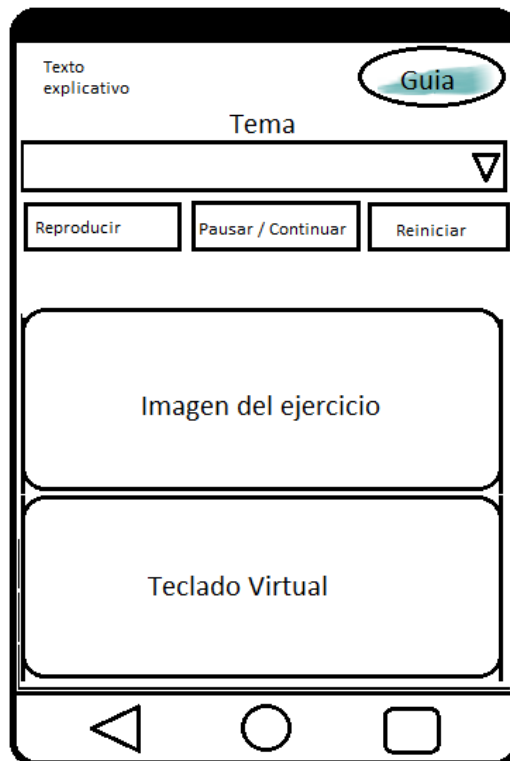 Texto
explicativo
Guia
Tema
Reproducir
Pausar / Continuar
Reiniciar
Imagen del ejercicio
Teclado Virtual